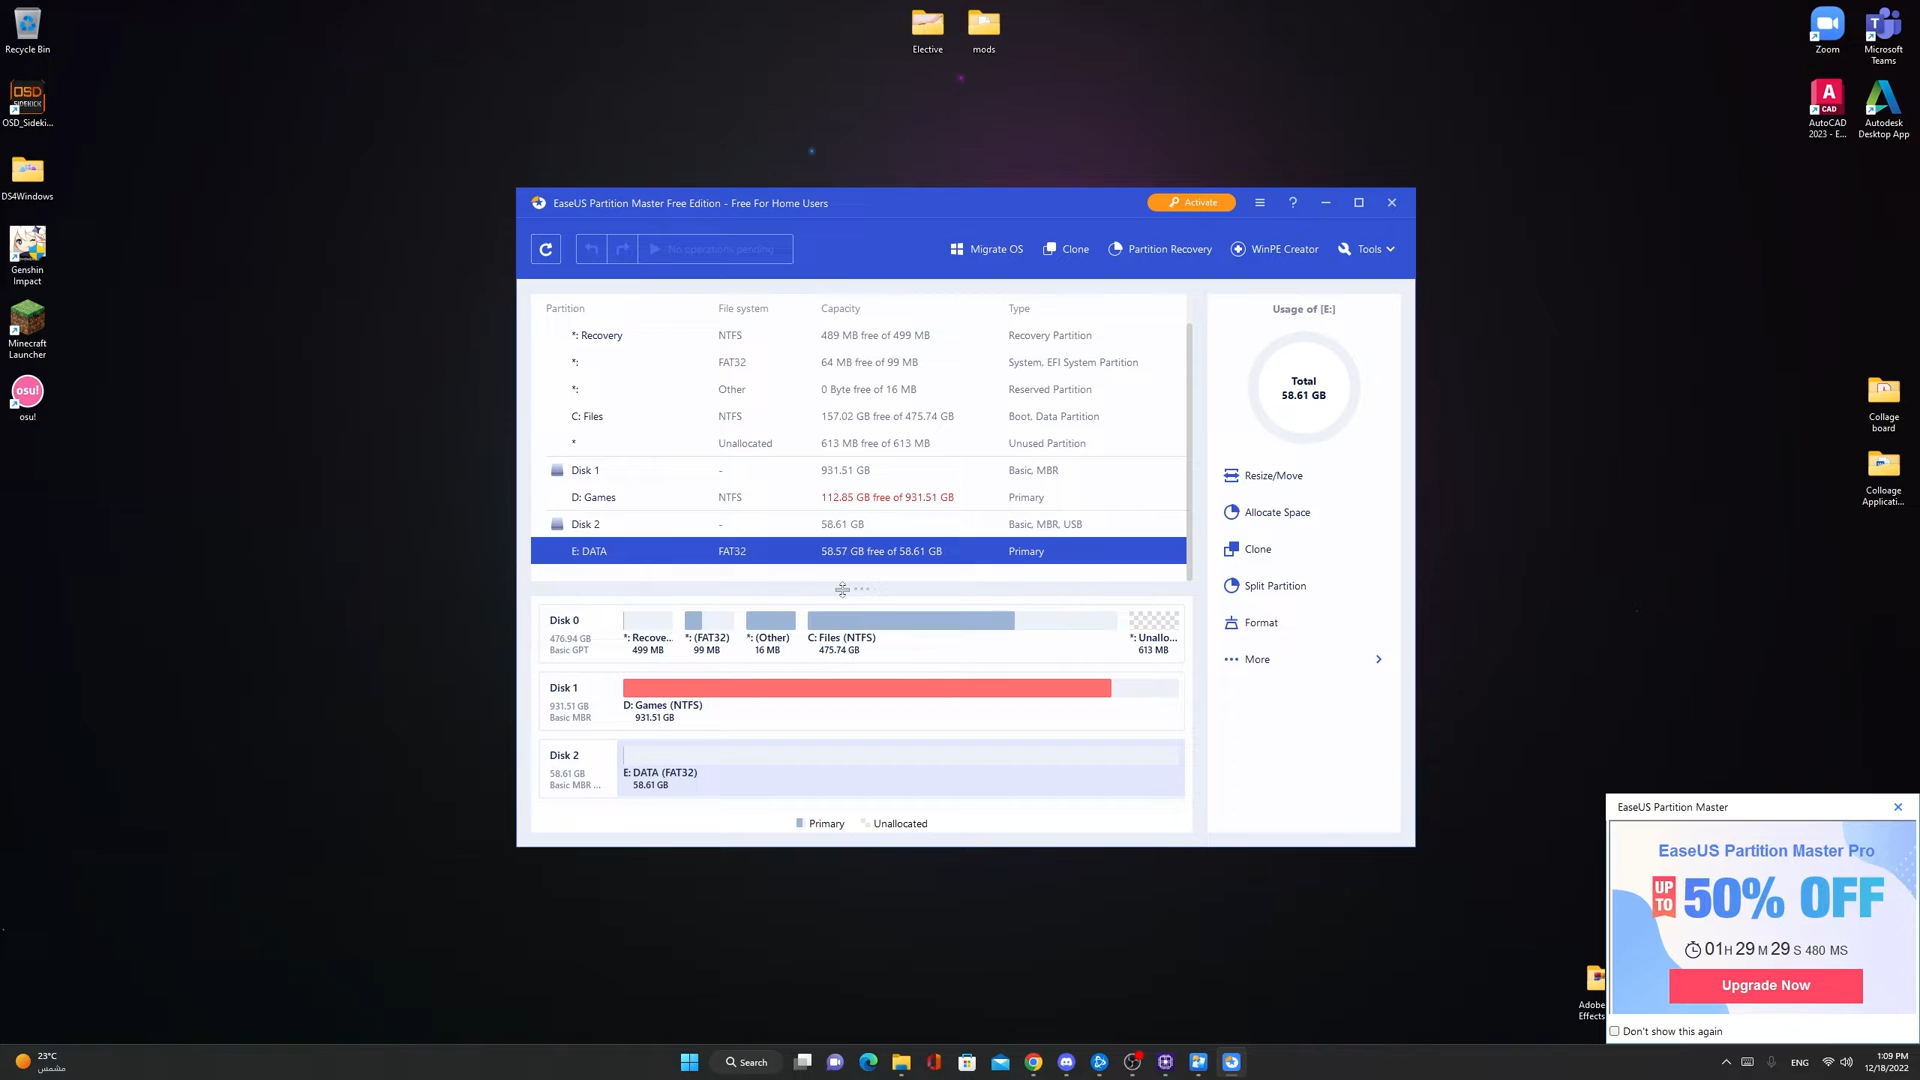 Recycle Bin
OSD_Sideki...
DS4Windows
Genshin
Impact
Minecraft
Launcher
osu!
osu!
OSD
SIDEKICK
Elective
mods
Zoom
Microsoft
Teams
A
CAD
AutoCAD
2023 - E...
Autodesk
Desktop App
Collage
board
Colloage
Applicati...
Adobe
Effects
EaseUS Partition Master Free Edition - Free For Home Users
Activate
No operations pending
Migrate OS
Clone
Partition Recovery
WinPE Creator
Tools
Partition File system Capacity Type
*: Recovery NTFS 489 MB free of 499 MB Recovery Partition
*: FAT32 64 MB free of 99 MB System, EFI System Partition
*: Other 0 Byte free of 16 MB Reserved Partition
C: Files NTFS 157.02 GB free of 475.74 GB Boot, Data Partition
* Unallocated 613 MB free of 613 MB Unused Partition
Disk 1 - 931.51 GB Basic, MBR
D: Games NTFS 112.85 GB free of 931.51 GB Primary
Disk 2 - 58.61 GB Basic, MBR, USB
E: DATA FAT32 58.57 GB free of 58.61 GB Primary
Disk 0
476.94 GB
Basic GPT
*: Recove... *: (FAT32) *: (Other) C: Files (NTFS) *: Unallo...
499 MB 99 MB 16 MB 475.74 GB 613 MB
Disk 1
931.51 GB
Basic MBR
D: Games (NTFS)
931.51 GB
Disk 2
58.61 GB
Basic MBR ...
E: DATA (FAT32)
58.61 GB
Primary Unallocated
Usage of [E:]
Total
58.61 GB
Resize/Move
Allocate Space
Clone
Split Partition
Format
More
EaseUS Partition Master
EaseUS Partition Master Pro
UP
TO
50% OFF
01H 29 M 29 S 480 MS
Upgrade Now
Don't show this again
23°C
مشمس
Search
ENG
1:09 PM
12/18/2022